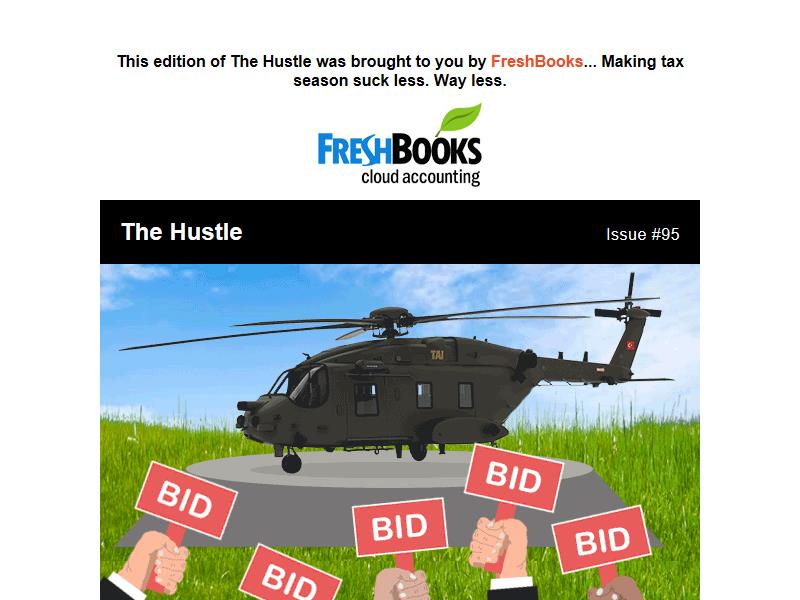 This edition of The Hustle was brought to you by FreshBooks... Making tax
season suck less. Way less.
FRESHBOOKS
cloud accounting
The Hustle
Issue #95
TAI
BID
BID
BID
BID
BID